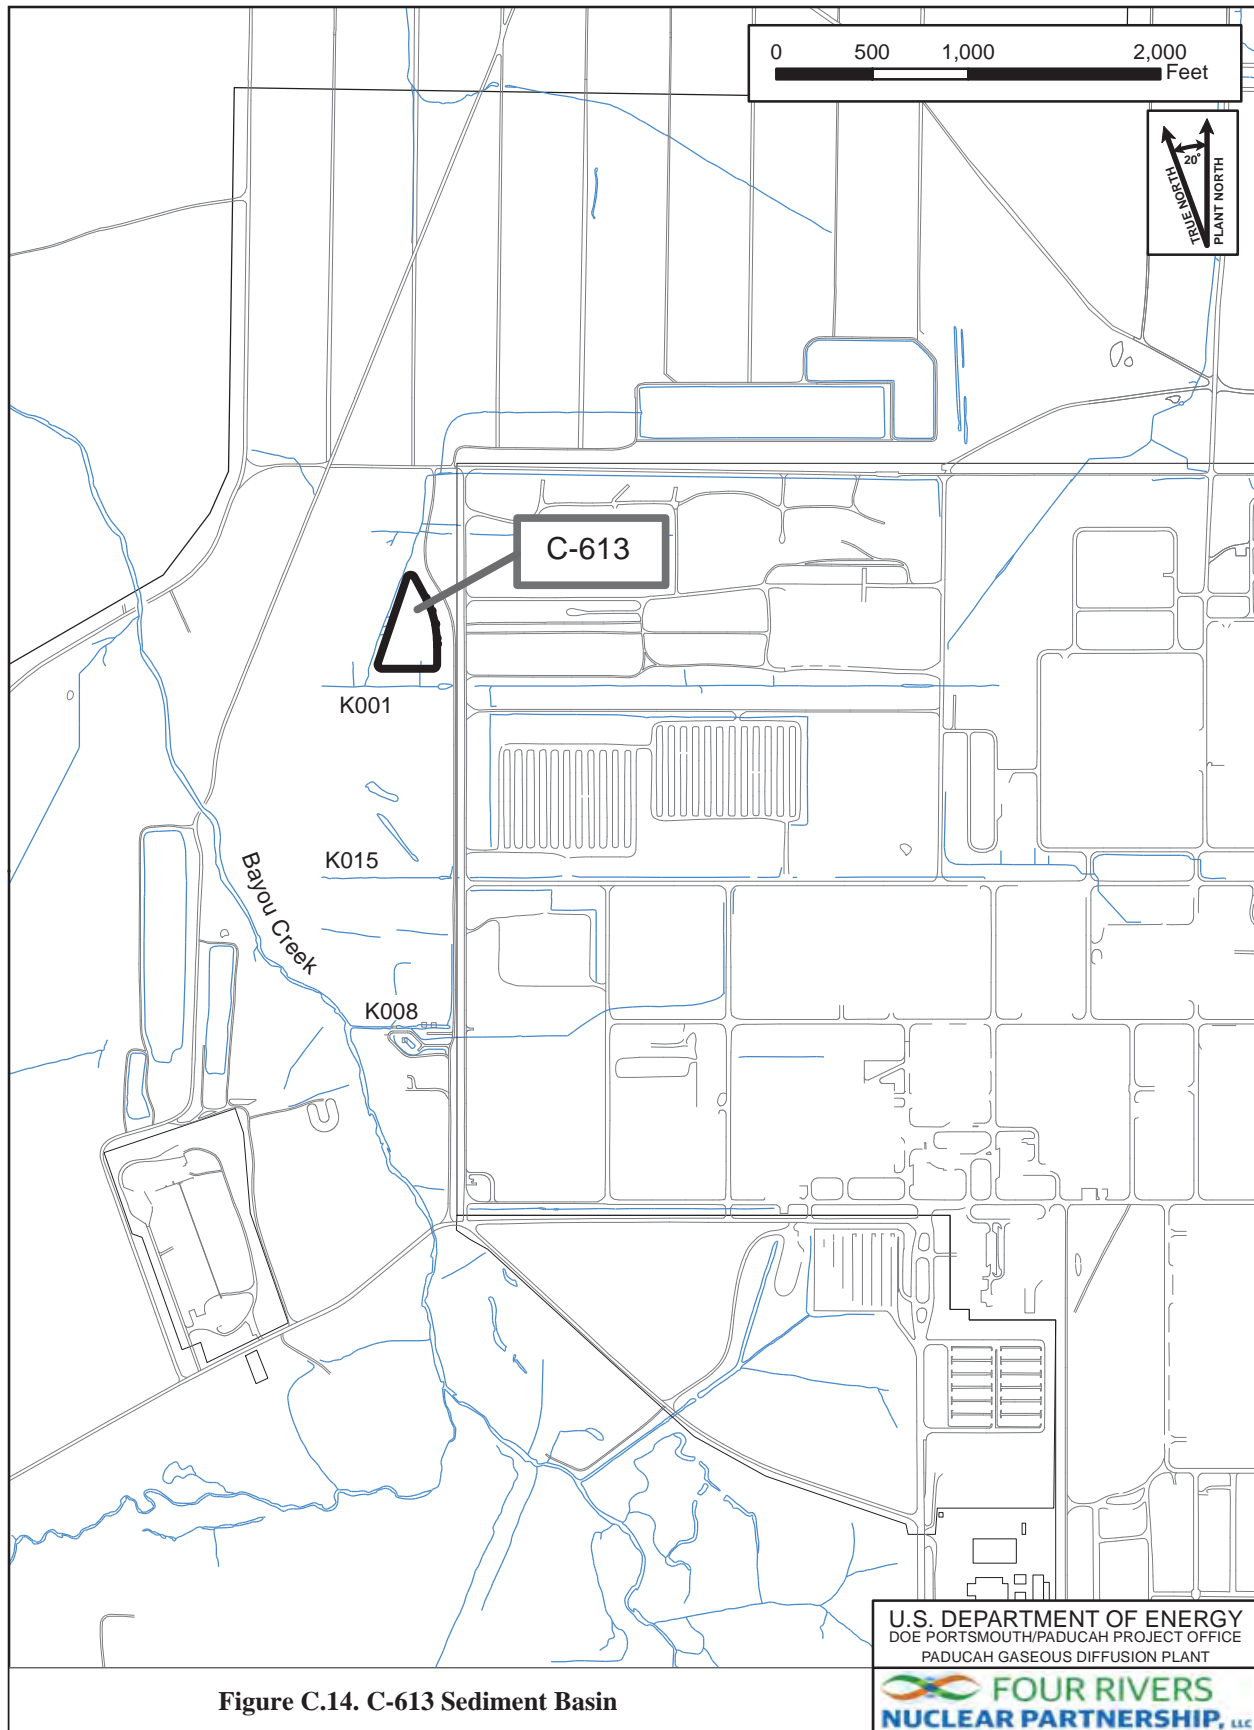 0 500 1,000 2,000
Feet
20°
TRUE NORTH
PLANT NORTH
C-613
K001
K015
Bayou Creek
K008
U.S. DEPARTMENT OF ENERGY
DOE PORTSMOUTH/PADUCAH PROJECT OFFICE
PADUCAH GASEOUS DIFFUSION PLANT
Figure C.14. C-613 Sediment Basin
FOUR RIVERS
NUCLEAR PARTNERSHIP, LLC